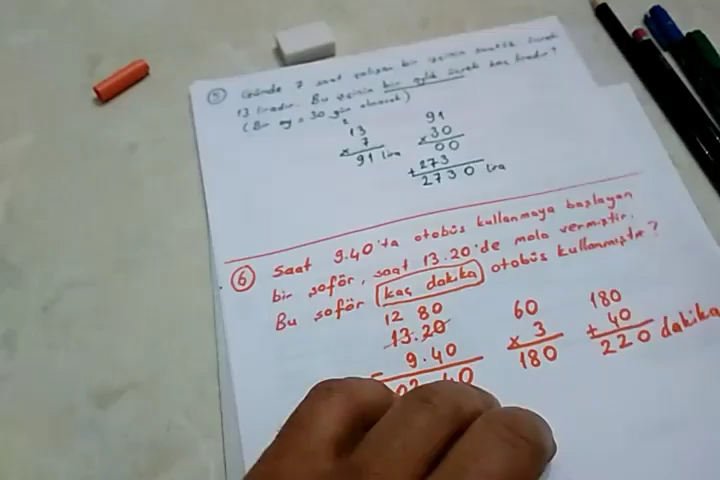 5 Günde 7 saat çalışan bir işçinin saatlik ücreti
13 liradır. Bu işçinin bir aylık ücreti kaç liradır?
(Bir ay = 30 gün alınacak)
2
13
x 7
91 lira
91
x 30
00
+ 273
2730 lira
6 Saat 9.40'ta otobüs kullanmaya başlayan
bir şoför, saat 13.20'de mola vermiştir.
Bu şoför kaç dakika otobüs kullanmıştır?
12 80
13.20
- 9.40
03.40
60
x 3
180
180
+ 40
220 dakika